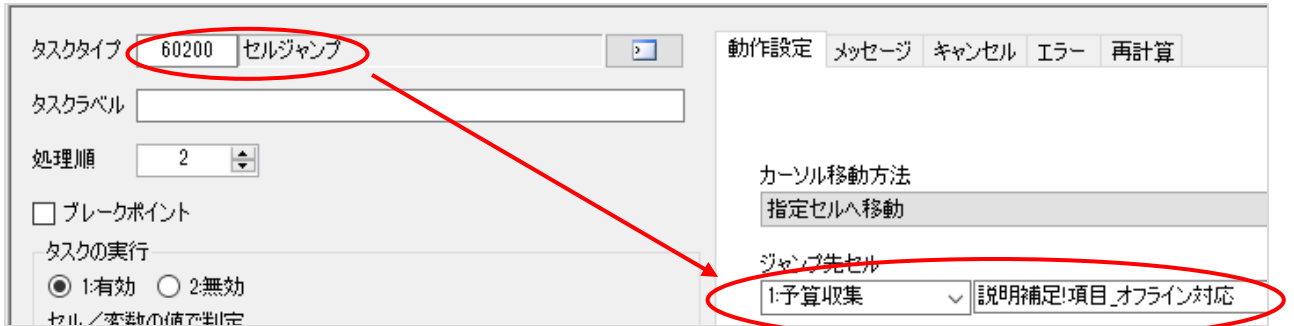 タスクタイプ 60200 セルジャンプ
タスクラベル
処理順 2
ブレークポイント
タスクの実行
1:有効 2:無効
セル／変数の値で判定
動作設定 メッセージ キャンセル エラー 再計算
カーソル移動方法
指定セルへ移動
ジャンプ先セル
1:予算収集 説明補足!項目_オフライン対応